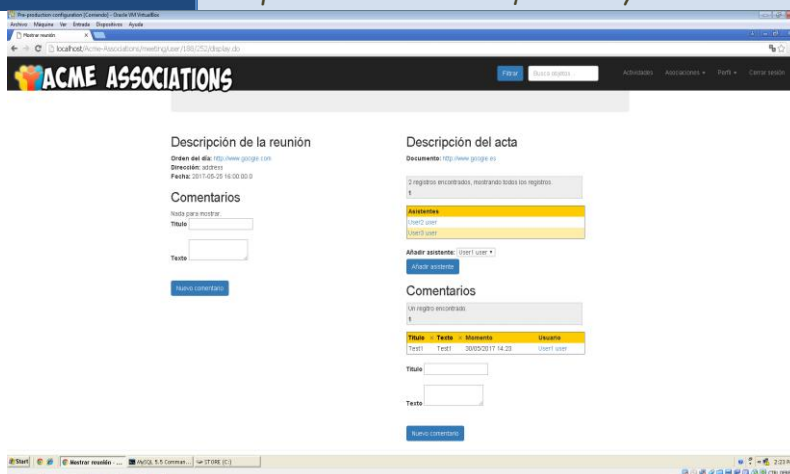 Pre-production configuration [Corriendo] - Oracle VM VirtualBox
Archivo Máquina Ver Entrada Dispositivos Ayuda
Mostrar reunión
localhost/Acme-Associations/meeting/user/188/252/display.do
ACME ASSOCIATIONS
Filtrar
Actividades Asociaciones Perfil Cerrar sesión
Descripción de la reunión
Orden del día: http://www.google.com
Dirección: address
Fecha: 2017-05-25 16:00:00.0
Comentarios
Nada para mostrar.
Título
Texto
Nuevo comentario
Descripción del acta
Documento: http://www.google.es
2 registros encontrados, mostrando todos los registros.
1
Asistentes
User2 user
User3 user
Añadir asistente: User1 user
Añadir asistente
Comentarios
Un registro encontrado.
1
Título Texto Momento Usuario
Test1 Test1 30/05/2017 14:23 User1 user
Título
Texto
Nuevo comentario
Start Mostrar reunión - ... MySQL 5.5 Comman... STORE (C:)